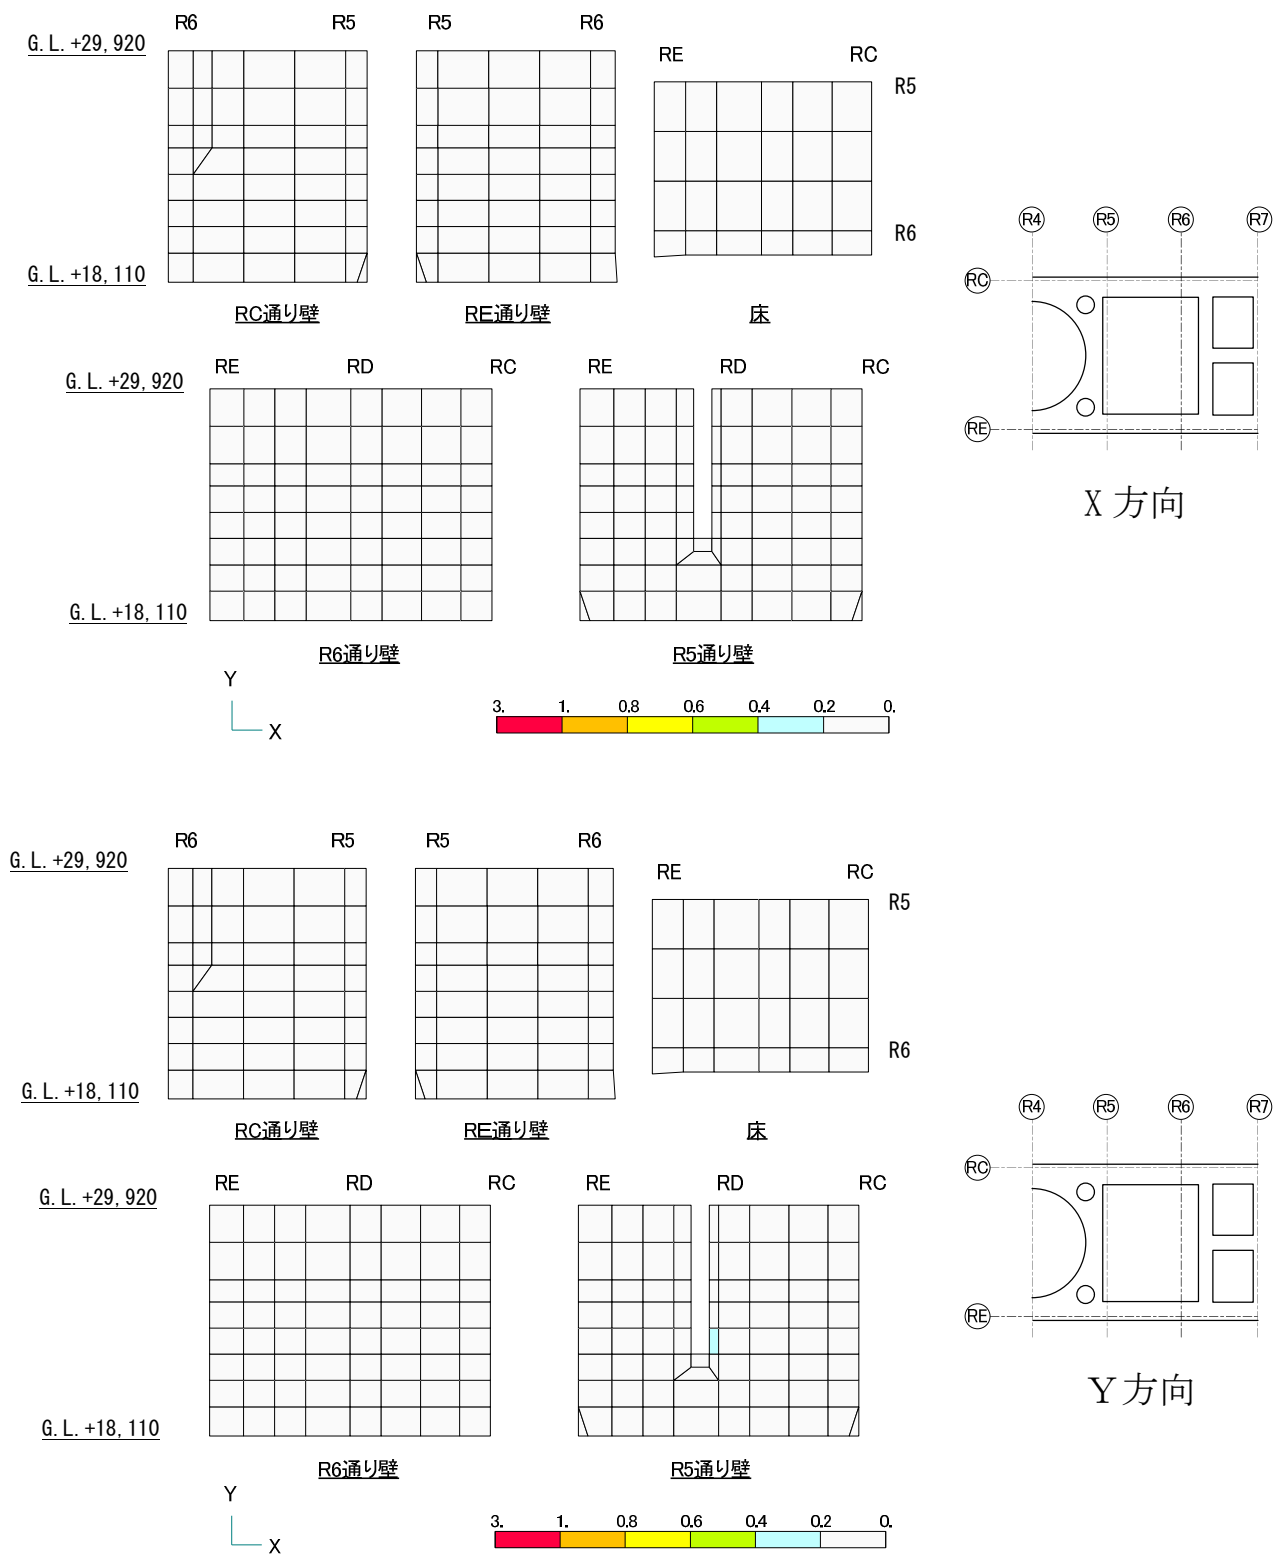 R6 R5 R5 R6
G.L.+29,920 RE RC
R5
R6
G.L.+18,110
RC通り壁 RE通り壁 床
RE RD RC RE RD RC
G.L.+29,920
G.L.+18,110
R6通り壁 R5通り壁
Y
X
3. 1. 0.8 0.6 0.4 0.2 0.
R4 R5 R6 R7
RC
RE
X方向
R6 R5 R5 R6
G.L.+29,920 RE RC
R5
R6
G.L.+18,110
RC通り壁 RE通り壁 床
RE RD RC RE RD RC
G.L.+29,920
G.L.+18,110
R6通り壁 R5通り壁
Y
X
3. 1. 0.8 0.6 0.4 0.2 0.
R4 R5 R6 R7
RC
RE
Y方向